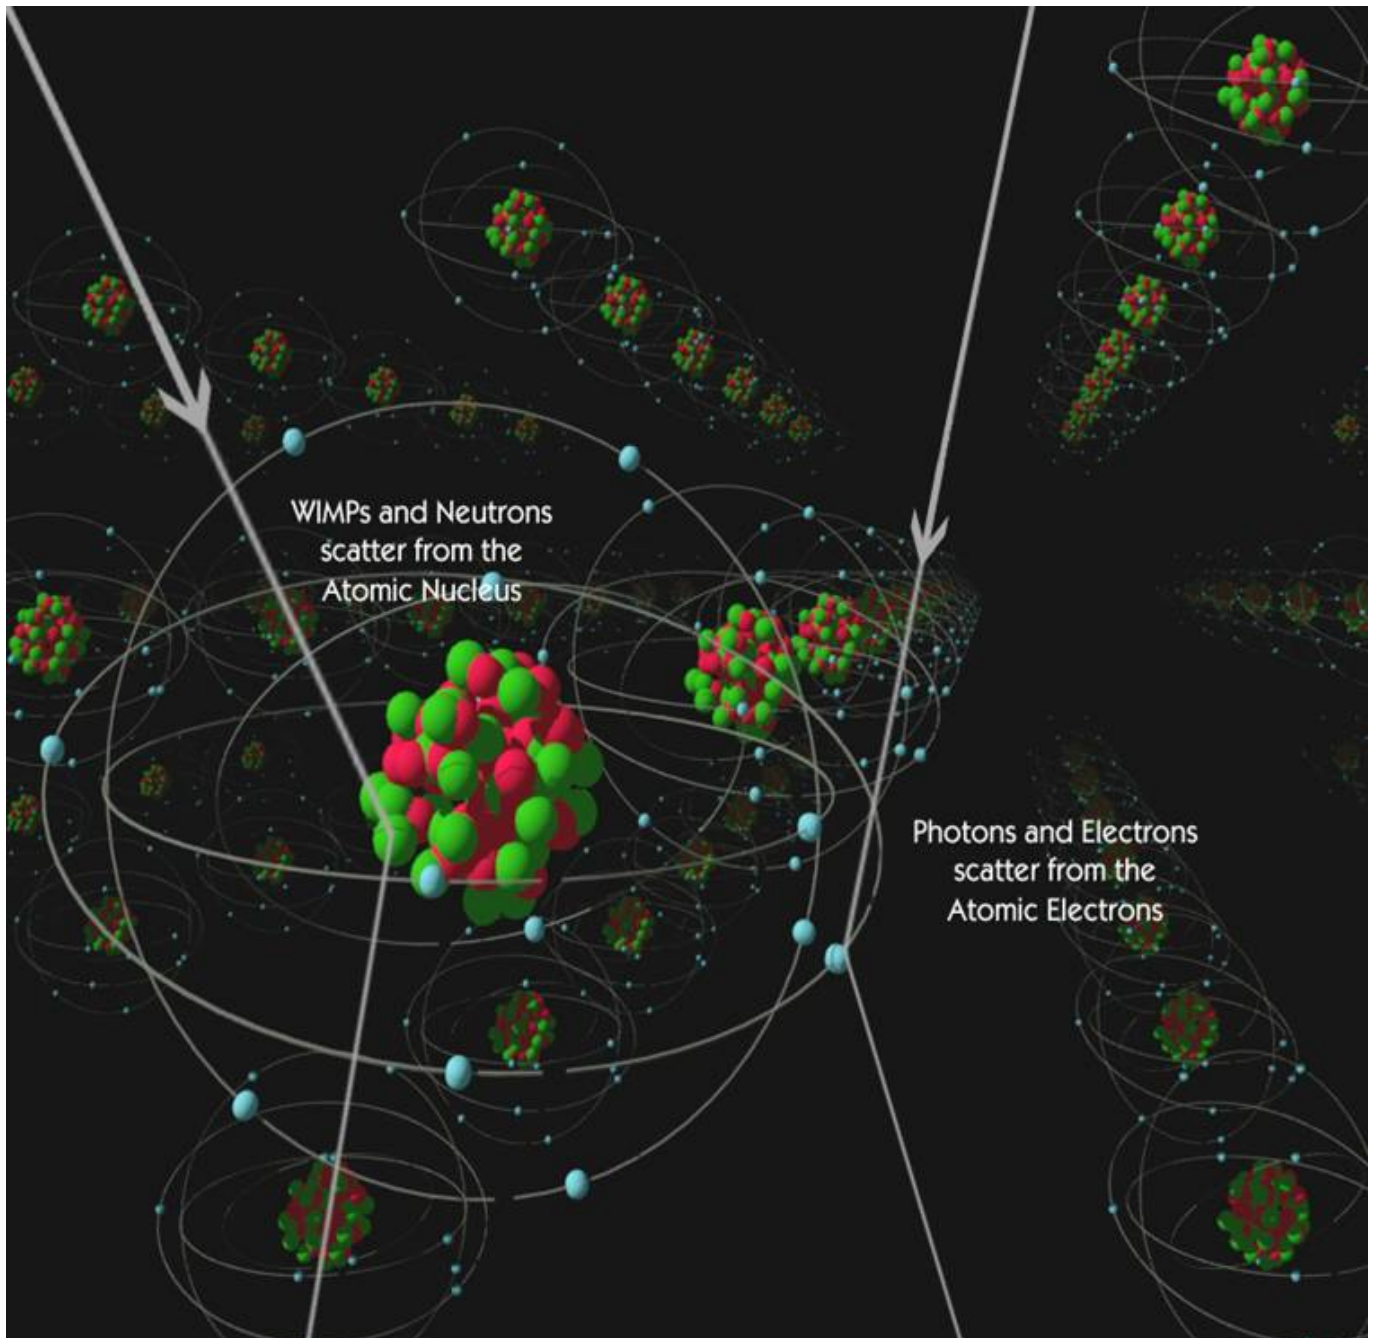 WIMPs and Neutrons
scatter from the
Atomic Nucleus
Photons and Electrons
scatter from the
Atomic Electrons